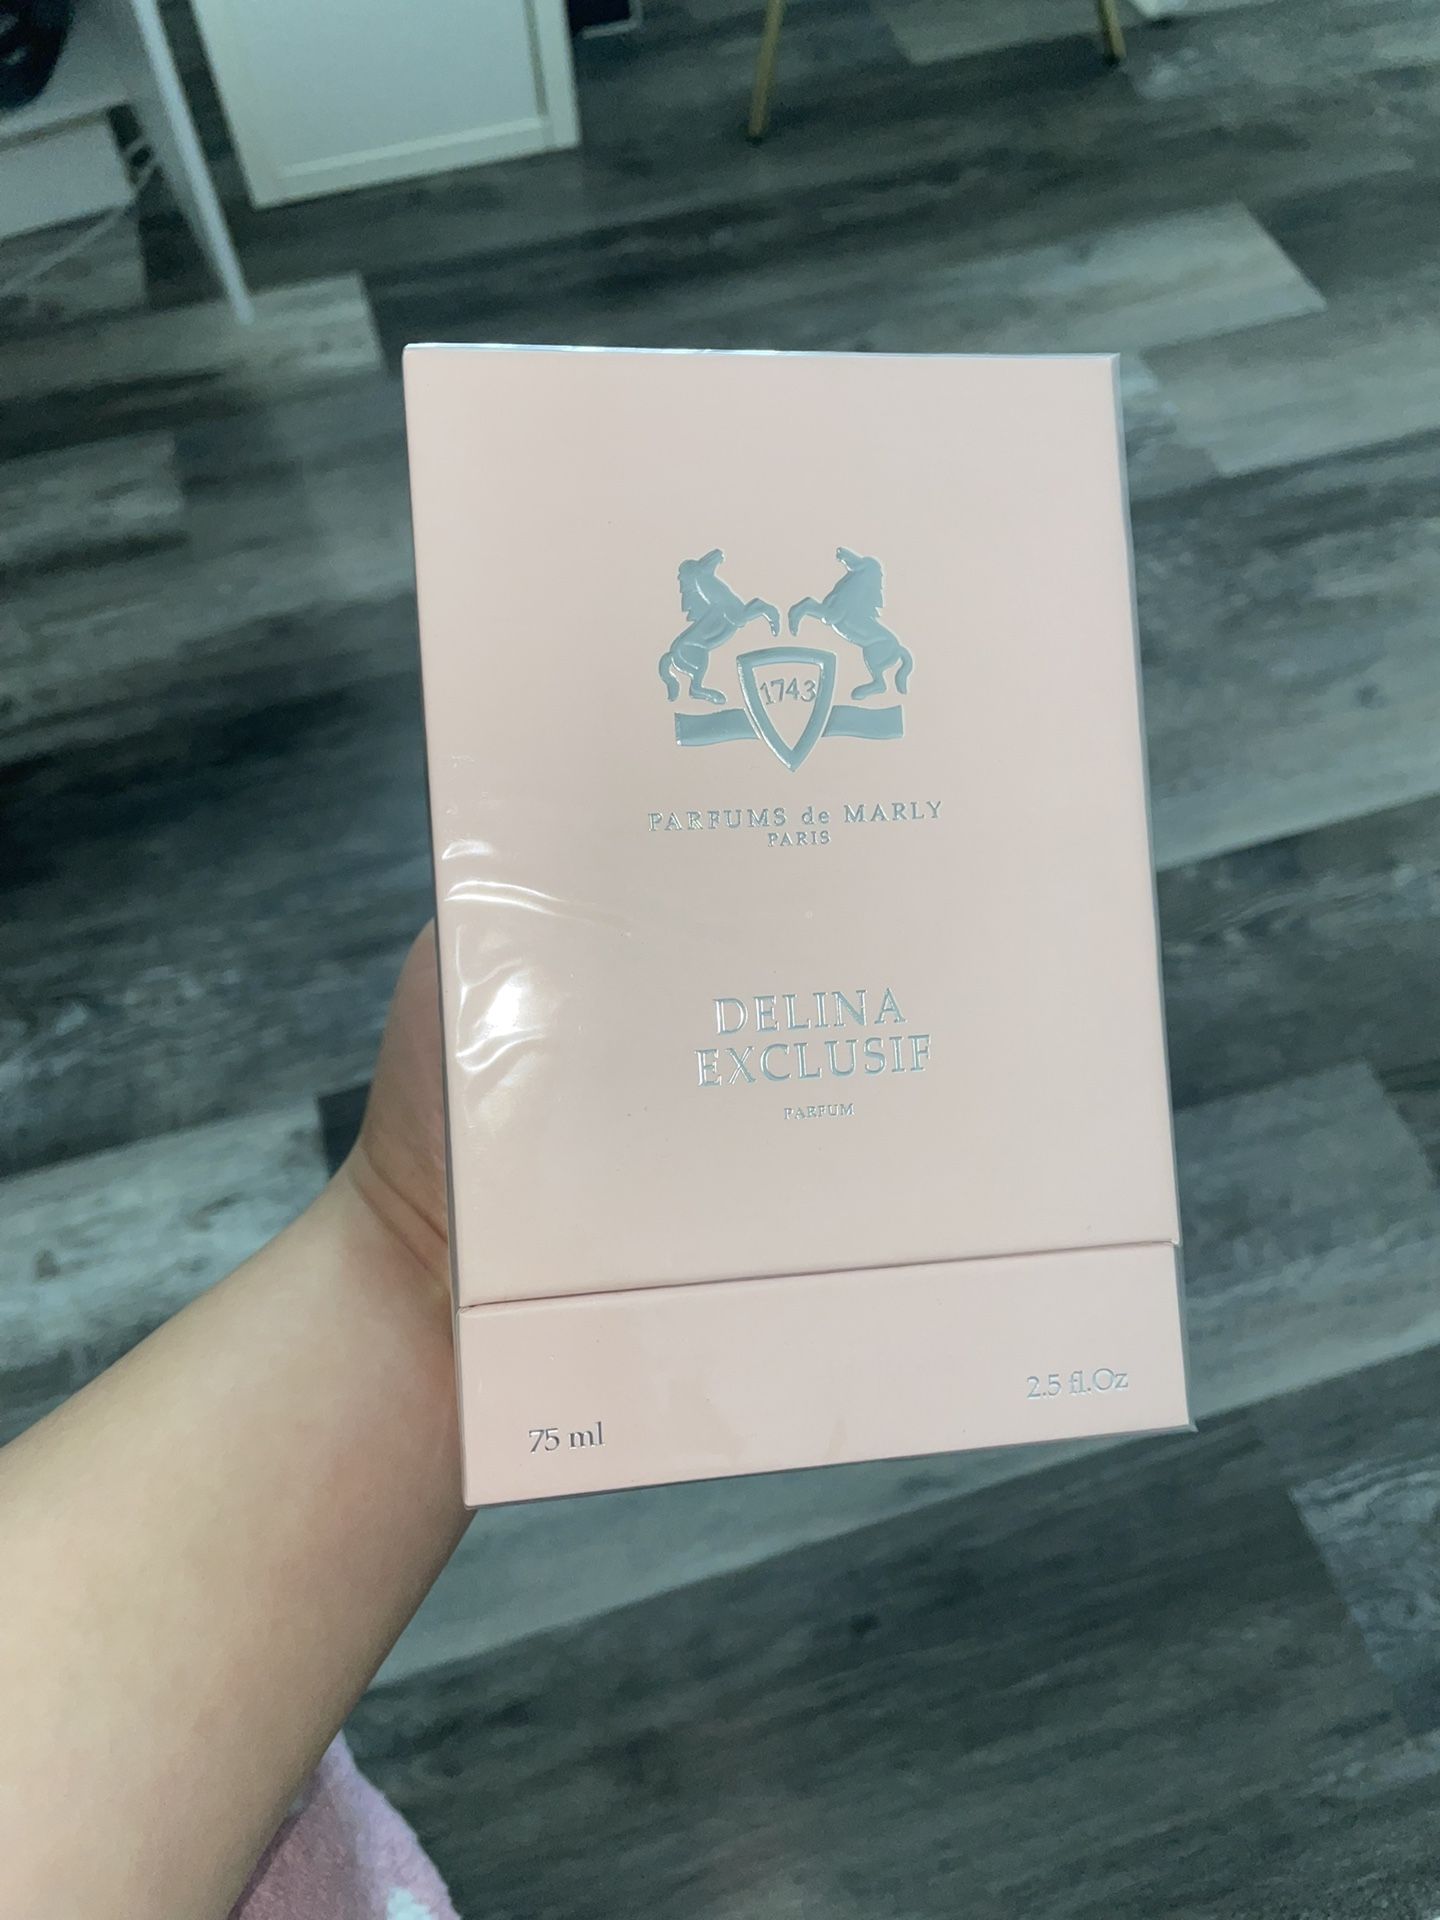 1743
PARFUMS de MARLY
PARIS
DELINA
EXCLUSIF
PARFUM
75 ml
2.5 fl.Oz